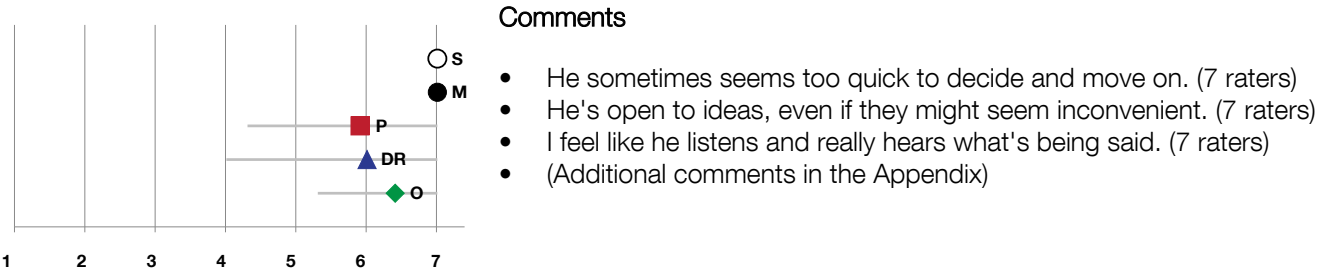 Comments
S
M
P
DR
O
1 2 3 4 5 6 7
• He sometimes seems too quick to decide and move on. (7 raters)
• He's open to ideas, even if they might seem inconvenient. (7 raters)
• I feel like he listens and really hears what's being said. (7 raters)
• (Additional comments in the Appendix)